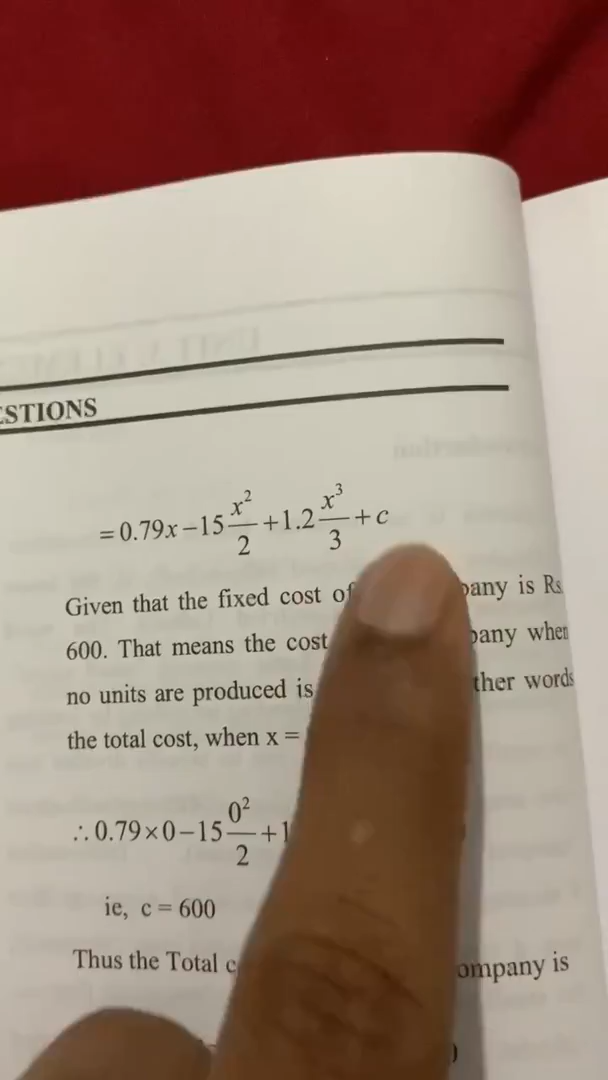 ESTIONS
= 0.79x − 15 x²/2 + 1.2 x³/3 + c
Given that the fixed cost of pany is Rs
600. That means the cost pany when
no units are produced is ther words
the total cost, when x =
∴ 0.79 × 0 − 15 0²/2 + 1
ie, c = 600
Thus the Total c ompany is